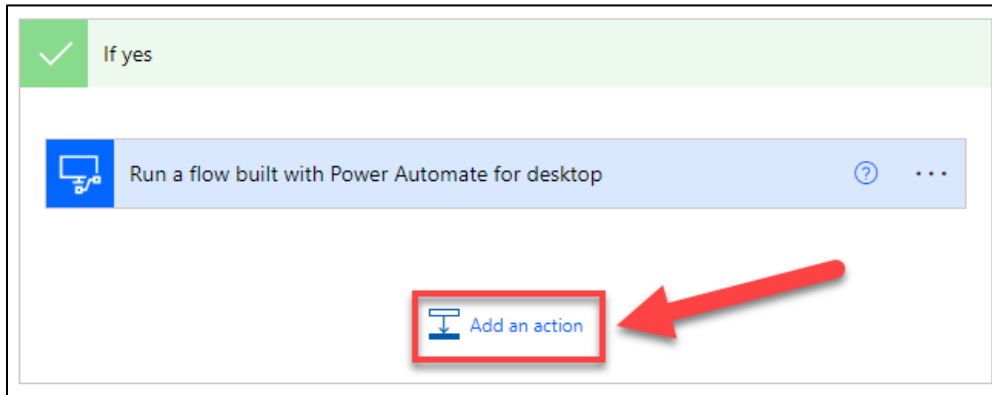 If yes
Run a flow built with Power Automate for desktop
Add an action